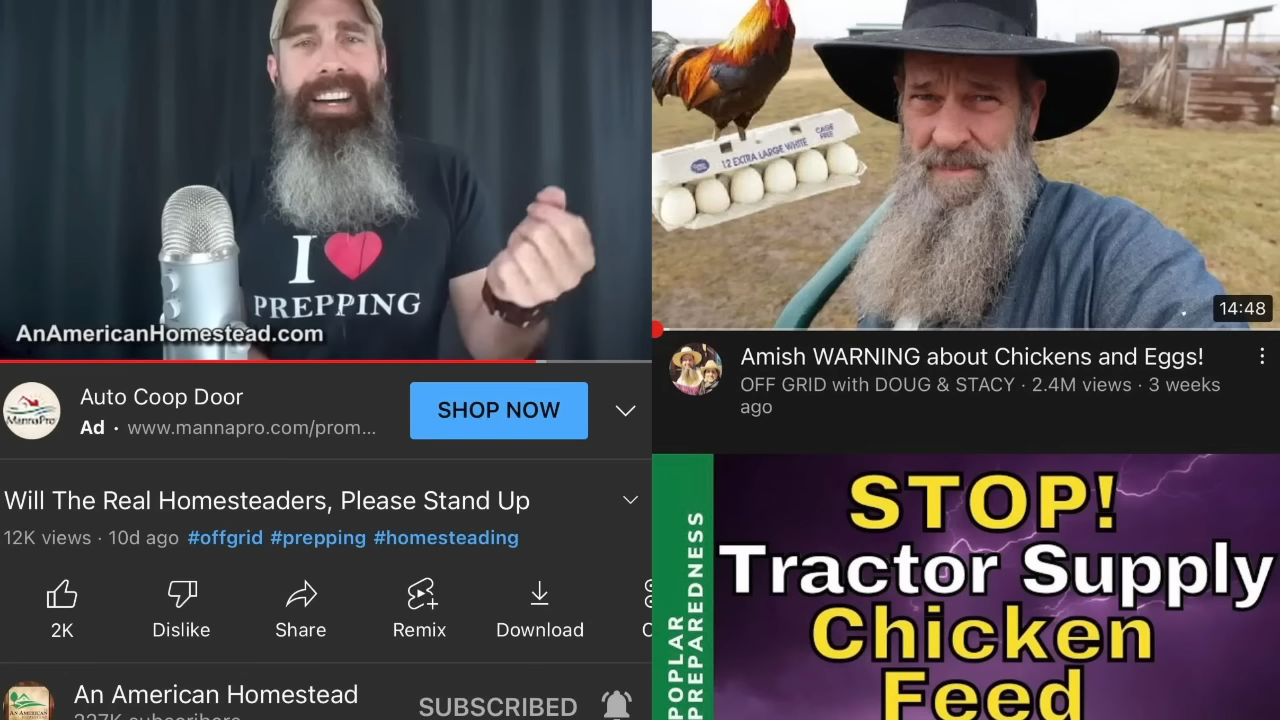 I
PREPPING
AnAmericanHomestead.com
MannaPro
Auto Coop Door
Ad · www.mannapro.com/prom...
SHOP NOW
Will The Real Homesteaders, Please Stand Up
12K views · 10d ago #offgrid #prepping #homesteading
2K
Dislike
Share
Remix
Download
An American Homestead
SUBSCRIBED
CAGE
FREE
12 EXTRA LARGE WHITE
14:48
Amish WARNING about Chickens and Eggs!
OFF GRID with DOUG & STACY · 2.4M views · 3 weeks
ago
POPLAR
PREPAREDNESS
STOP!
Tractor Supply
Chicken
Feed